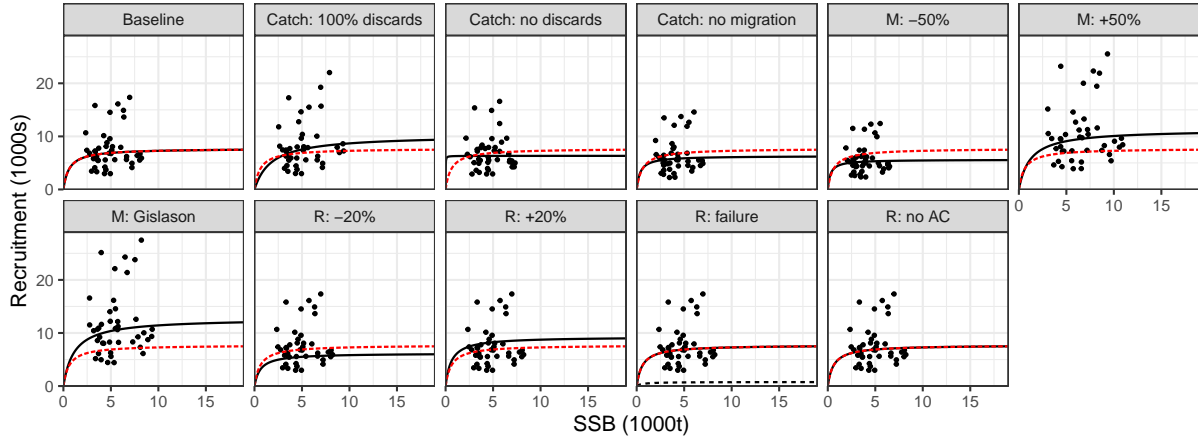 Baseline
Catch: 100% discards
Catch: no discards
Catch: no migration
M: −50%
M: +50%
20
10
0
0 5 10 15
M: Gislason
R: −20%
R: +20%
R: failure
R: no AC
20
10
0
0 5 10 15
0 5 10 15
0 5 10 15
0 5 10 15
0 5 10 15
Recruitment (1000s)
SSB (1000t)